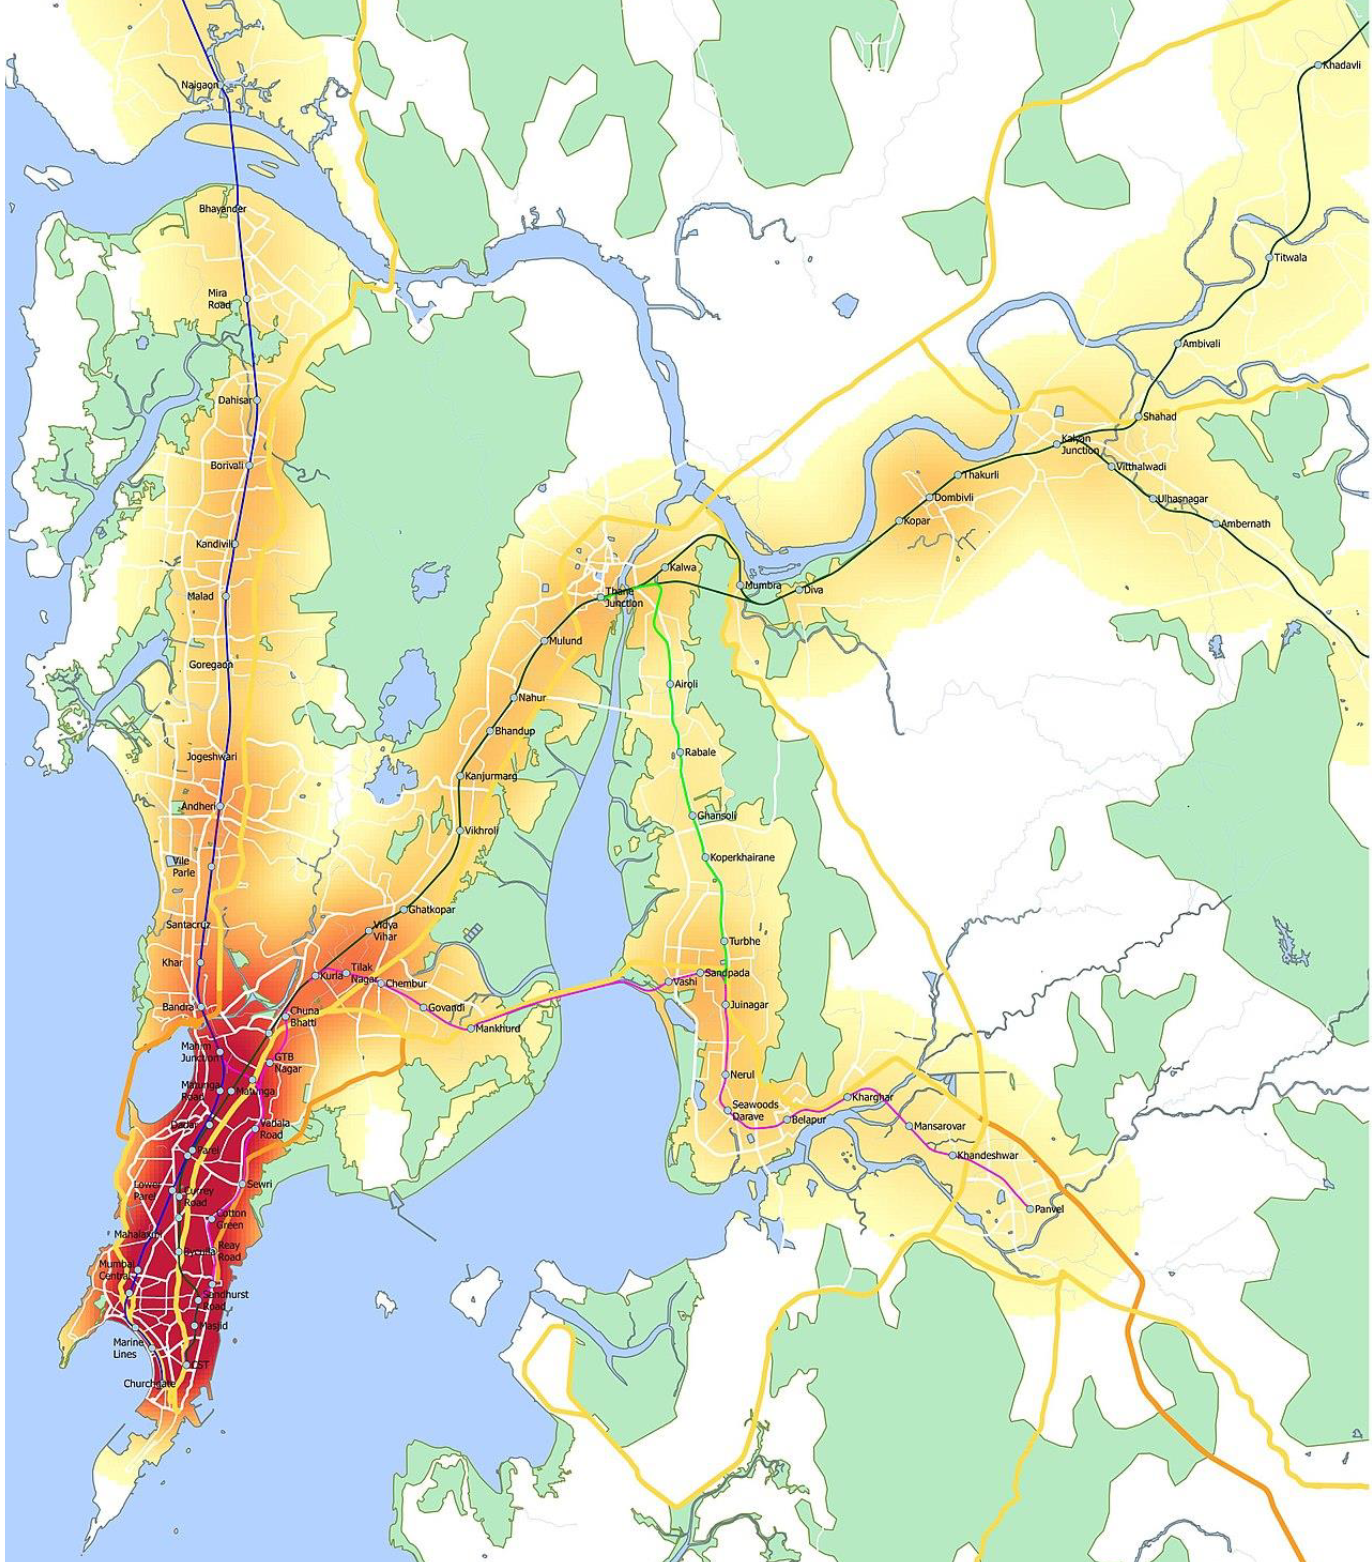 Khadavli
Naigaon
Bhayander
Titwala
Mira
Road
Ambivali
Dahisar
Shahad
Kalyan
Junction
Borivali
Vitthalwadi
Thakurli
Dombivli
Ulhasnagar
Kopar
Ambernath
Kandivili
Kalwa
Mumbra
Diva
Thane
Junction
Malad
Mulund
Goregaon
Airoli
Nahur
Bhandup
Rabale
Jogeshwari
Kanjurmarg
Andheri
Ghansoli
Vikhroli
Vile
Parle
Koperkhairane
Ghatkopar
Santacruz
Vidya
Vihar
Turbhe
Khar
Kurla
Tilak
Nagar
Chembur
Sandpada
Vashi
Bandra
Chuna
Bhatti
Govandi
Juinagar
Mankhurd
Mahim
Junction
GTB
Nagar
Nerul
Matunga
Road
Matunga
Seawoods
Darave
Kharghar
Belapur
Dadar
Vadala
Road
Mansarovar
Parel
Khandeshwar
Lower
Parel
Currey
Road
Sewri
Cotton
Green
Panvel
Mahalaxmi
Byculla
Reay
Road
Mumbai
Central
Sandhurst
Road
Masjid
Marine
Lines
CST
Churchgate